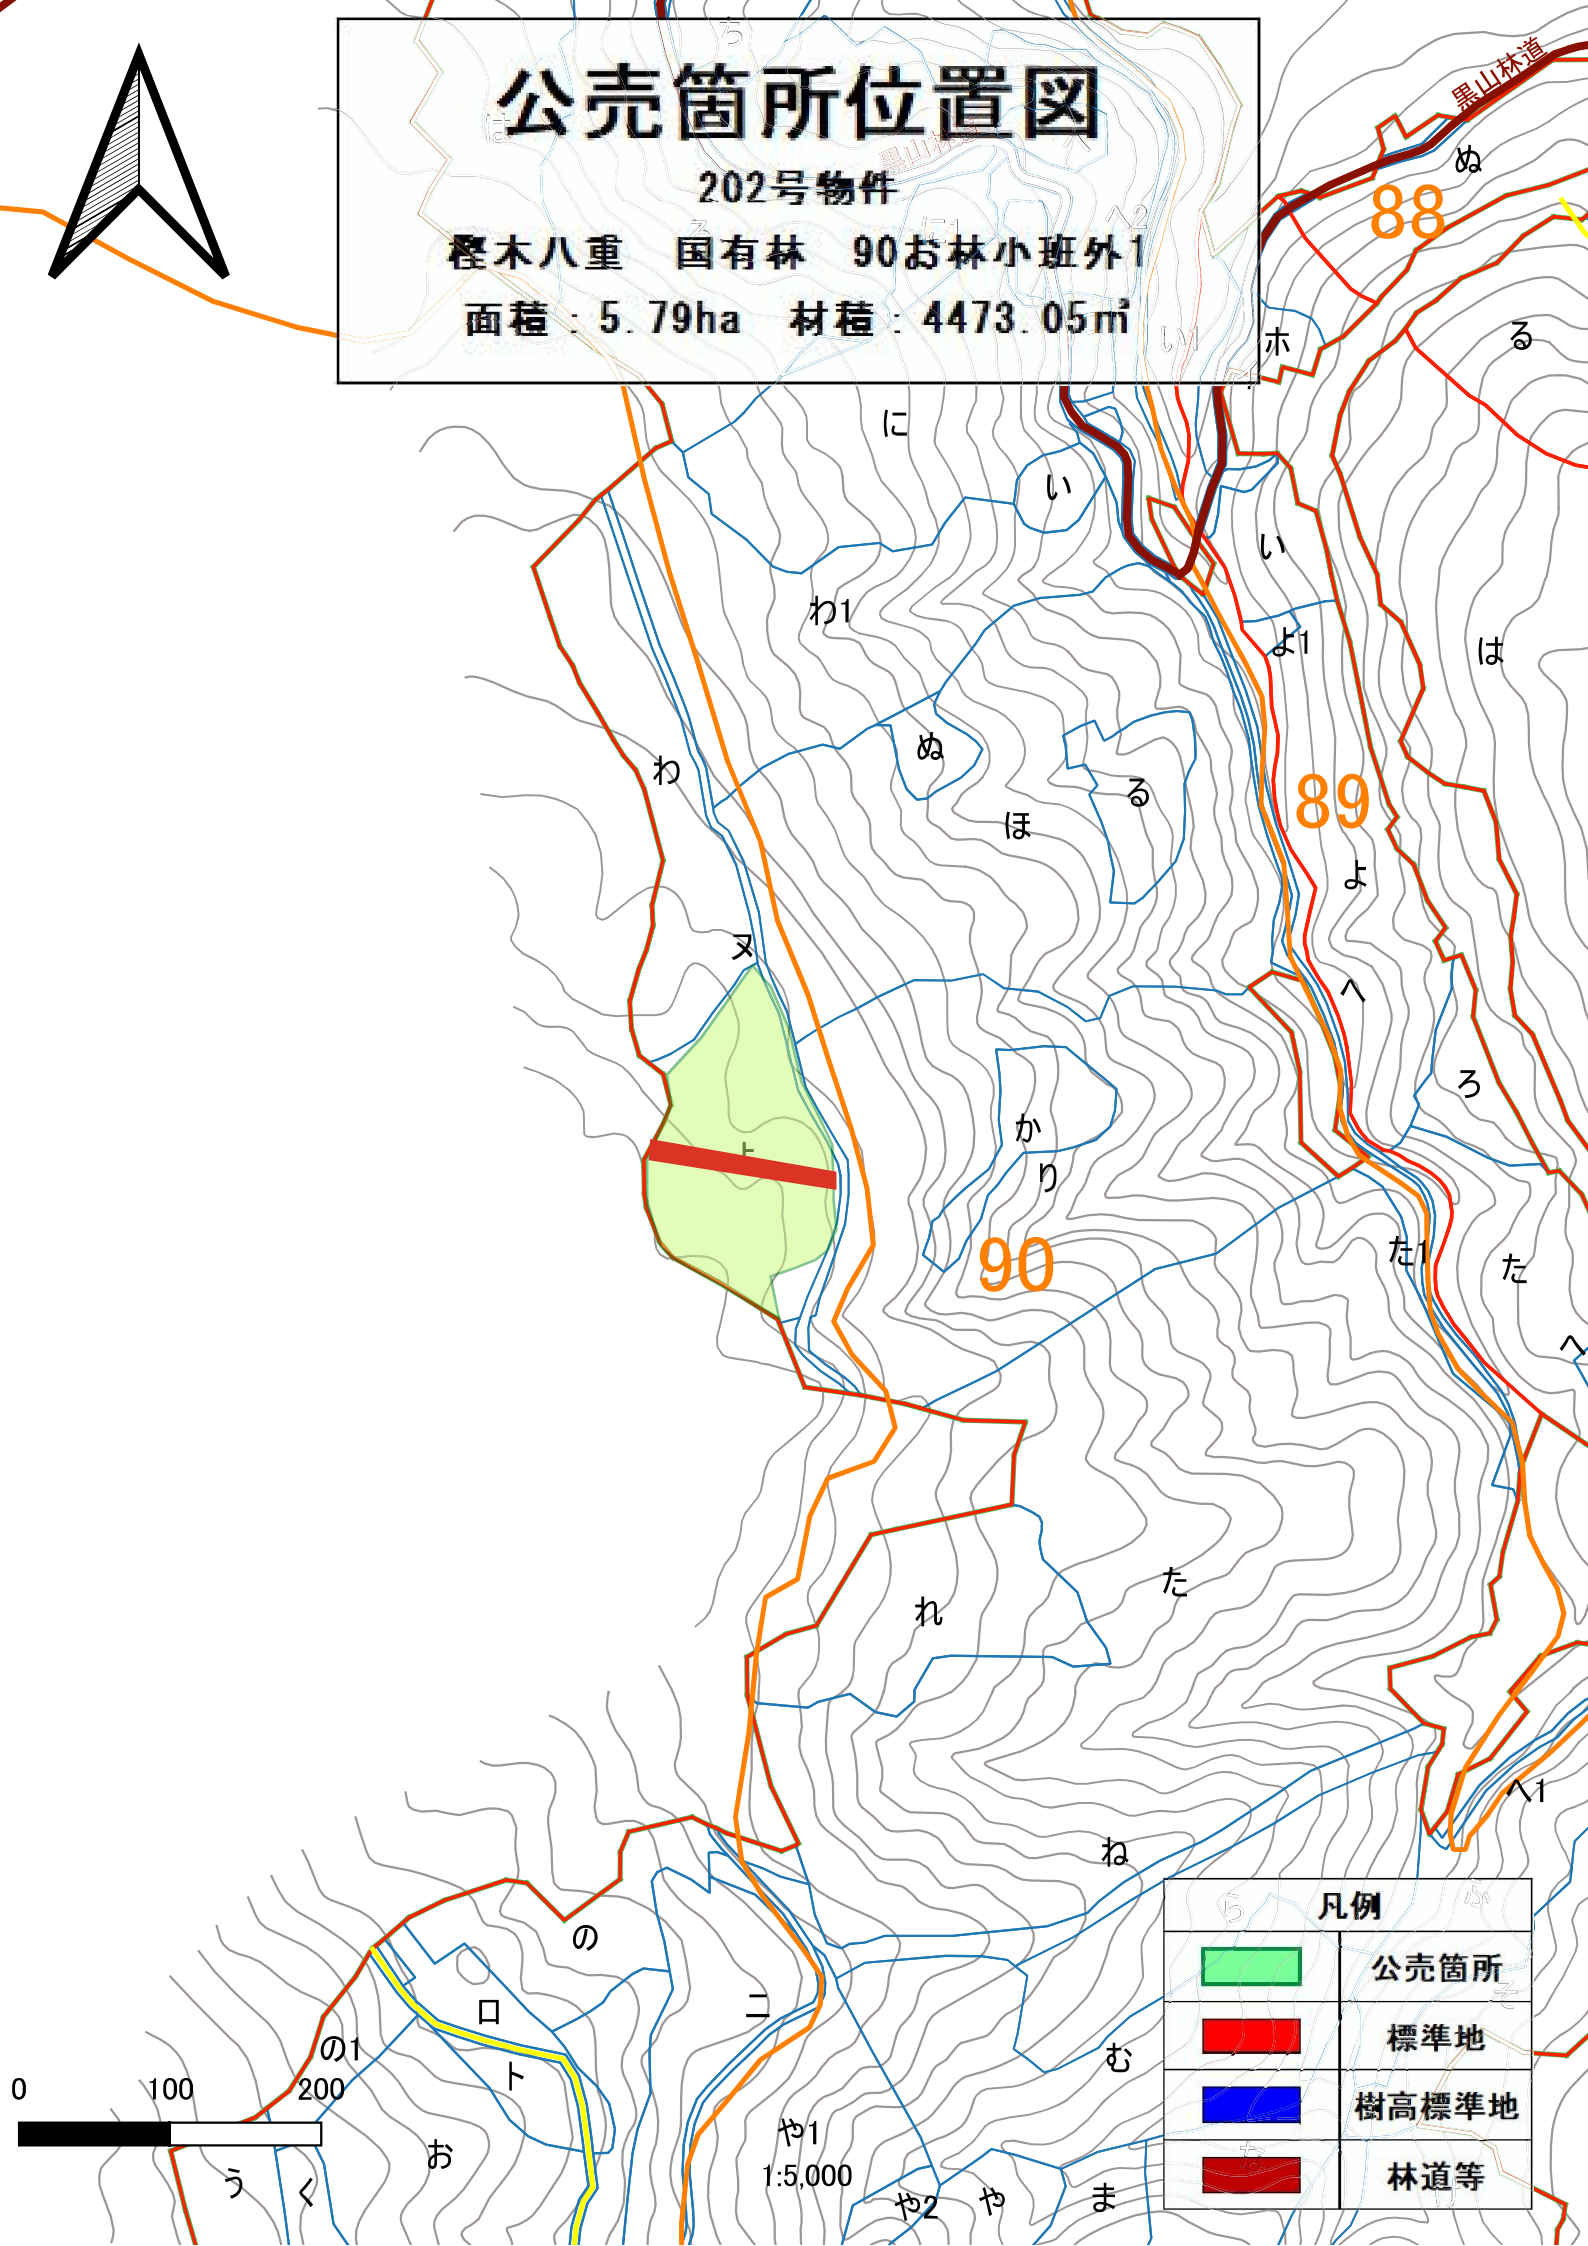 公売箇所位置図
202号物件
樫木八重　国有林　90お林小班外1
面積：5.79ha　材積：4473.05㎥
黒山林道
ぬ
88
ホ
る
に
い
い
わ1
よ1
は
ぬ
わ
る
89
ほ
よ
ヌ
へ
ろ
か
り
90
た1
た
へ
た
れ
へ1
ね
の
ロ
ニ
の1
ト
む
お
や1
う
く
や2
や
ま
0 100 200
1:5,000
凡例
公売箇所
標準地
樹高標準地
林道等